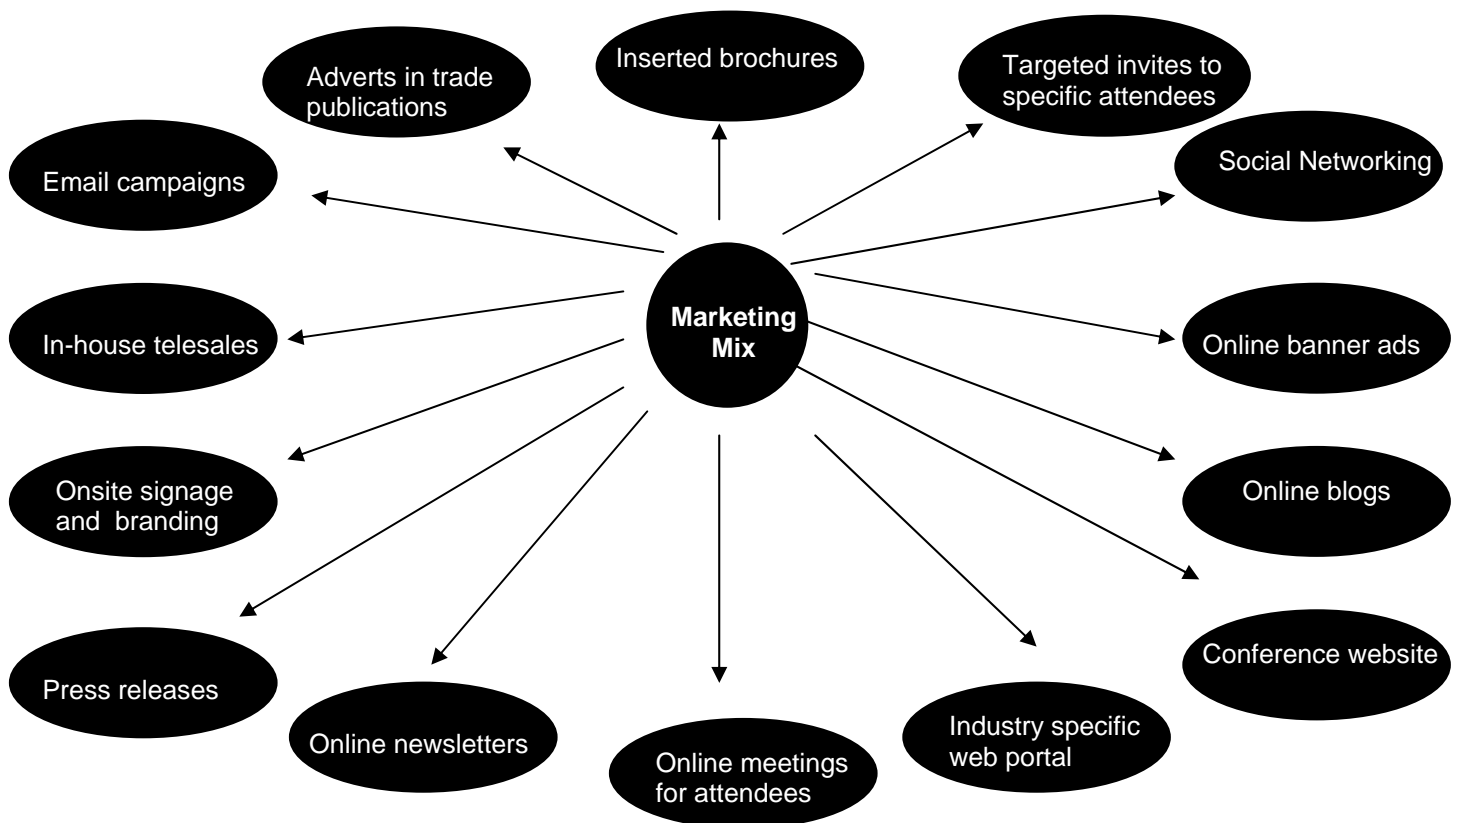 Inserted brochures
Adverts in trade
publications
Targeted invites to
specific attendees
Email campaigns
Social Networking
Marketing
Mix
In-house telesales
Online banner ads
Onsite signage
and branding
Online blogs
Press releases
Conference website
Online newsletters
Online meetings
for attendees
Industry specific
web portal